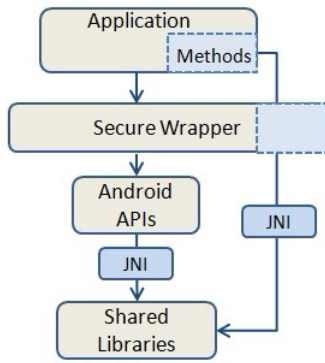 Application
Methods
Secure Wrapper
Android
APIs
JNI
JNI
Shared
Libraries